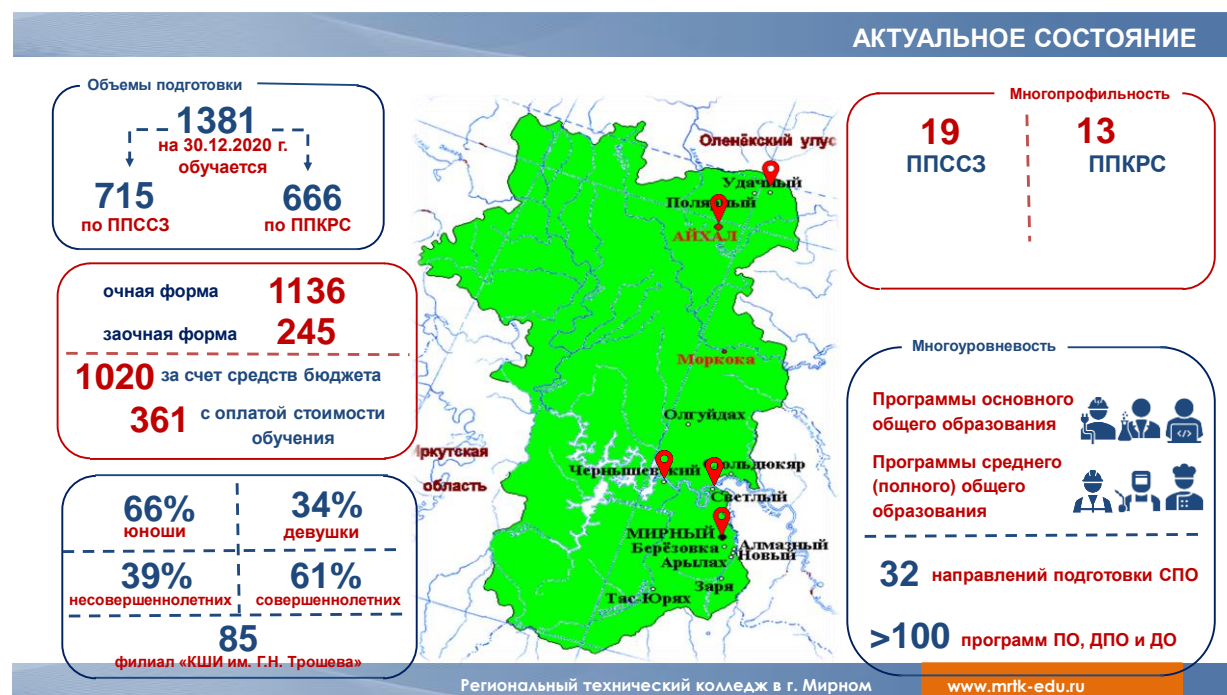 АКТУАЛЬНОЕ СОСТОЯНИЕ
Объемы подготовки
1381
на 30.12.2020 г.
обучается
715
по ППССЗ
666
по ППКРС
очная форма 1136
заочная форма 245
1020 за счет средств бюджета
361 с оплатой стоимости
обучения
66%
юноши
34%
девушки
39%
несовершеннолетних
61%
совершеннолетних
85
филиал «КШИ им. Г.Н. Трошева»
Оленёкский улус
Удачный
Полярный
АЙХАЛ
Моркока
Олгуйдах
Иркутская
область
Чернышевский
Светлый
МИРНЫЙ
Берёзовка
Алмазный
Новый
Арылах
Заря
Тас-Юрях
Многопрофильность
19
ППССЗ
13
ППКРС
Многоуровневость
Программы основного
общего образования
</>
Программы среднего
(полного) общего
образования
32 направлений подготовки СПО
>100 программ ПО, ДПО и ДО
Региональный технический колледж в г. Мирном
www.mrtk-edu.ru